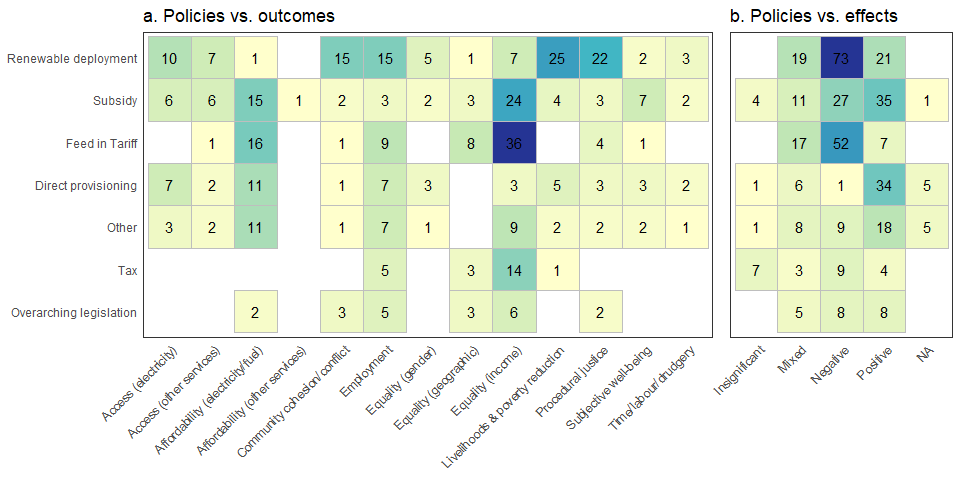 a. Policies vs. outcomes
b. Policies vs. effects
Renewable deployment 10 7 1 15 15 5 1 7 25 22 2 3 19 73 21
Subsidy 6 6 15 1 2 3 2 3 24 4 3 7 2 4 11 27 35 1
Feed in Tariff 1 16 1 9 8 36 4 1 17 52 7
Direct provisioning 7 2 11 1 7 3 3 5 3 3 2 1 6 1 34 5
Other 3 2 11 1 7 1 9 2 2 2 1 1 8 9 18 5
Tax 5 3 14 1 7 3 9 4
Overarching legislation 2 3 5 3 6 2 5 8 8
Access (electricity)
Access (other services)
Affordability (electricity/fuel)
Affordability (other services)
Community cohesion/conflict
Employment
Equality (gender)
Equality (geographic)
Equality (income)
Livelihoods & poverty reduction
Procedural justice
Subjective well-being
Time/labour/drudgery
Insignificant
Mixed
Negative
Positive
NA